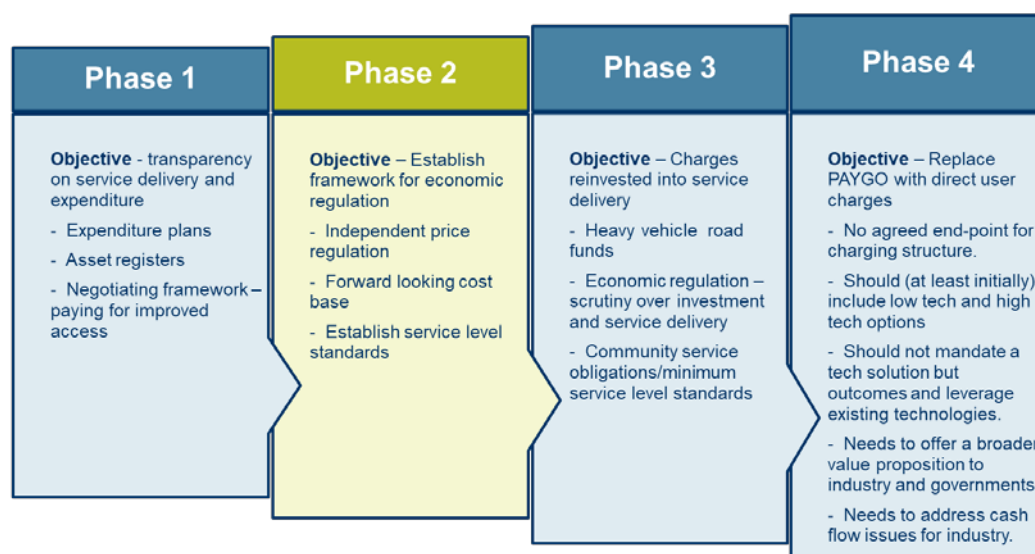 Phase 1
Objective - transparency
on service delivery and
expenditure
- Expenditure plans
- Asset registers
- Negotiating framework –
paying for improved
access
Phase 2
Objective – Establish
framework for economic
regulation
- Independent price
regulation
- Forward looking cost
base
- Establish service level
standards
Phase 3
Objective – Charges
reinvested into service
delivery
- Heavy vehicle road
funds
- Economic regulation –
scrutiny over investment
and service delivery
- Community service
obligations/minimum
service level standards
Phase 4
Objective – Replace
PAYGO with direct user
charges
- No agreed end-point for
charging structure.
- Should (at least initially)
include low tech and high
tech options
- Should not mandate a
tech solution but
outcomes and leverage
existing technologies.
- Needs to offer a broader
value proposition to
industry and governments
- Needs to address cash
flow issues for industry.